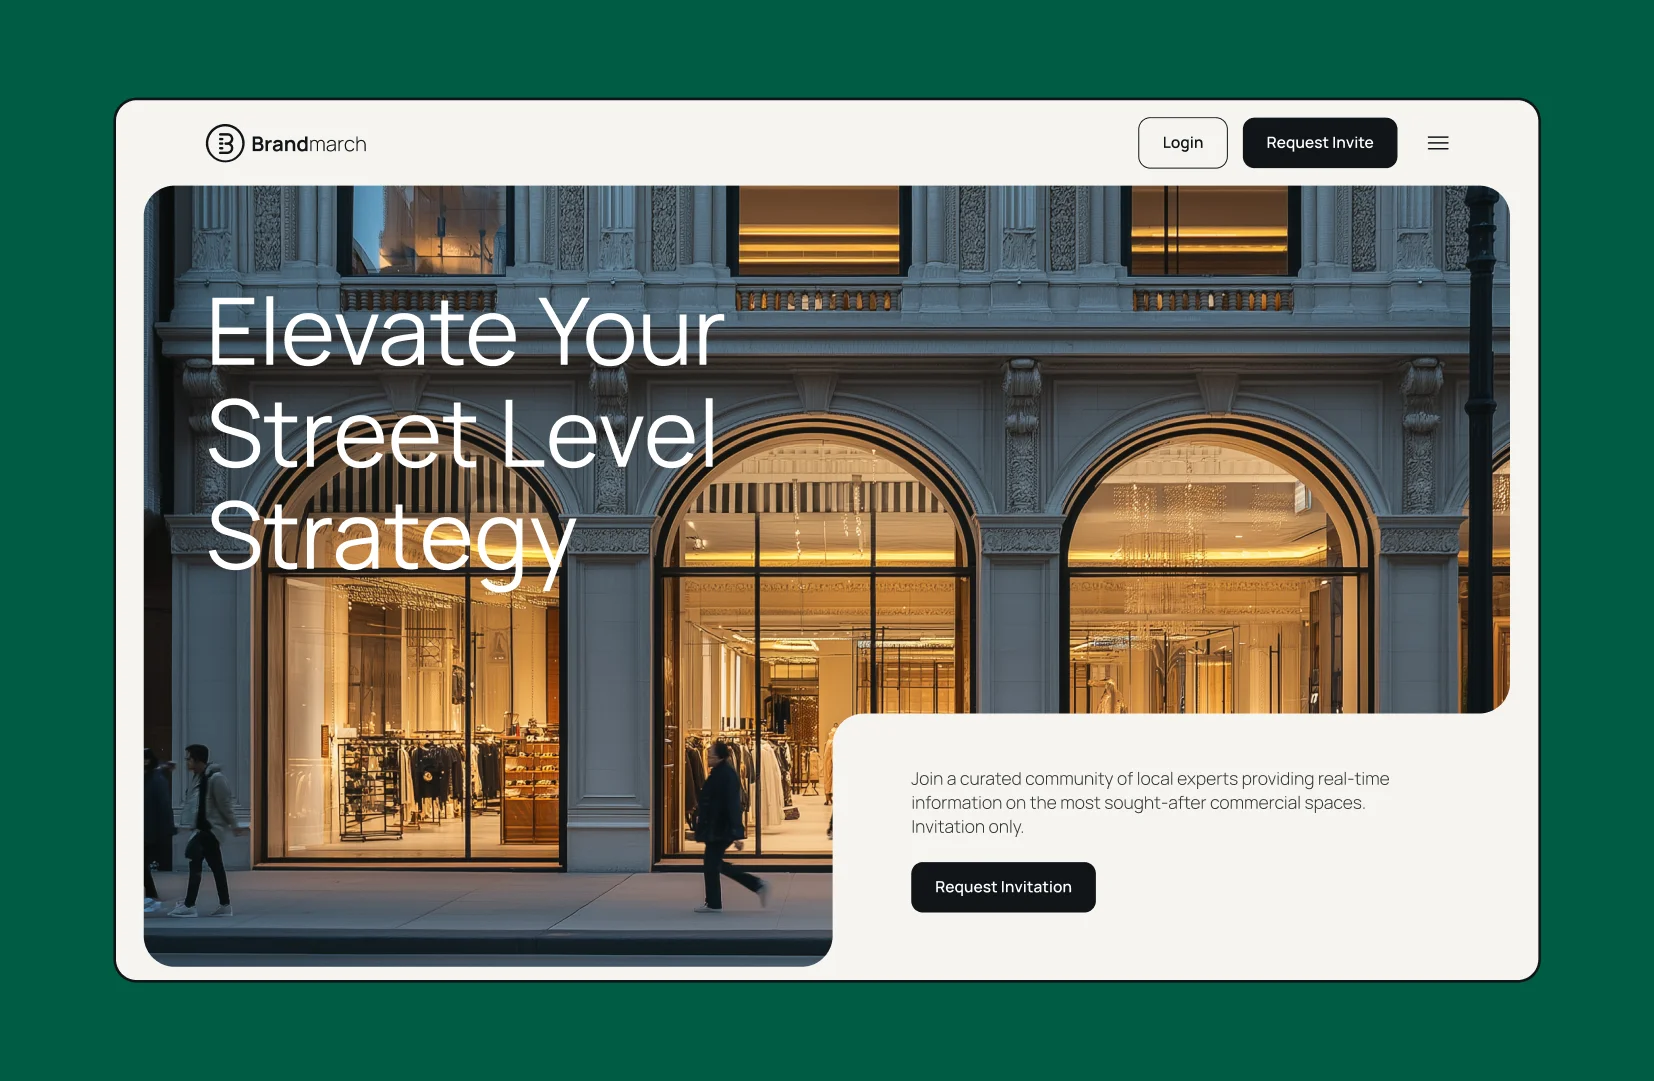 Brandmarch
Login
Request Invite
Elevate Your
Street Level
Strategy
Join a curated community of local experts providing real-time
information on the most sought-after commercial spaces.
Invitation only.
Request Invitation